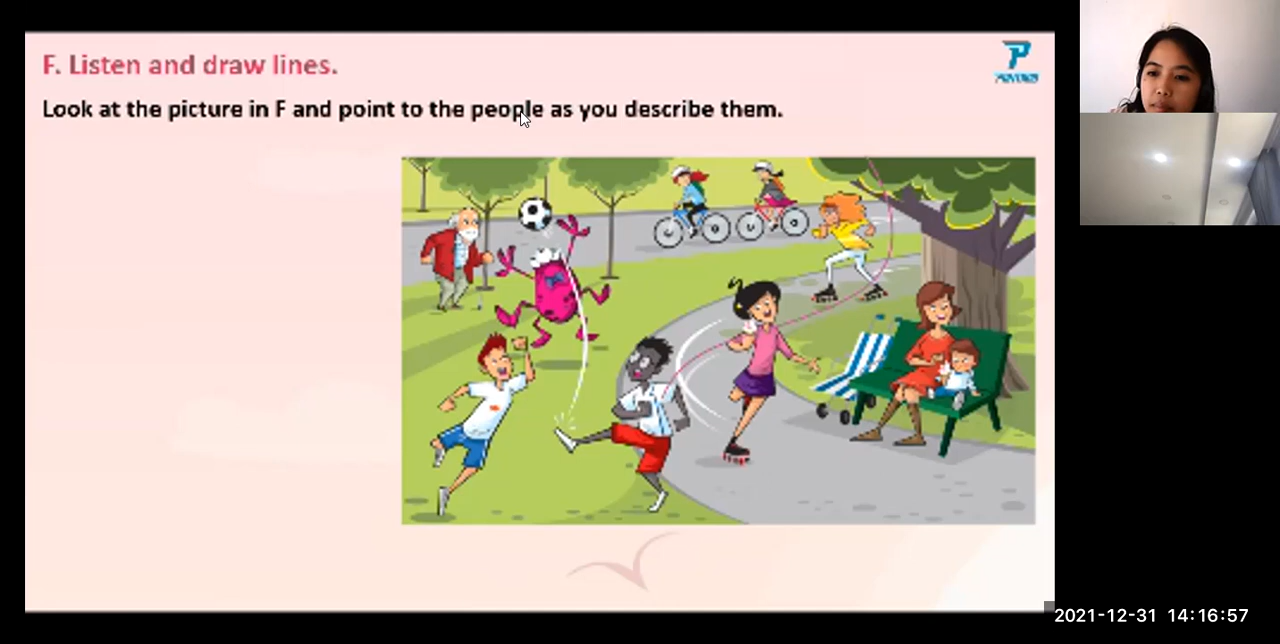 F. Listen and draw lines.
Look at the picture in F and point to the people as you describe them.
2021-12-31 14:16:57